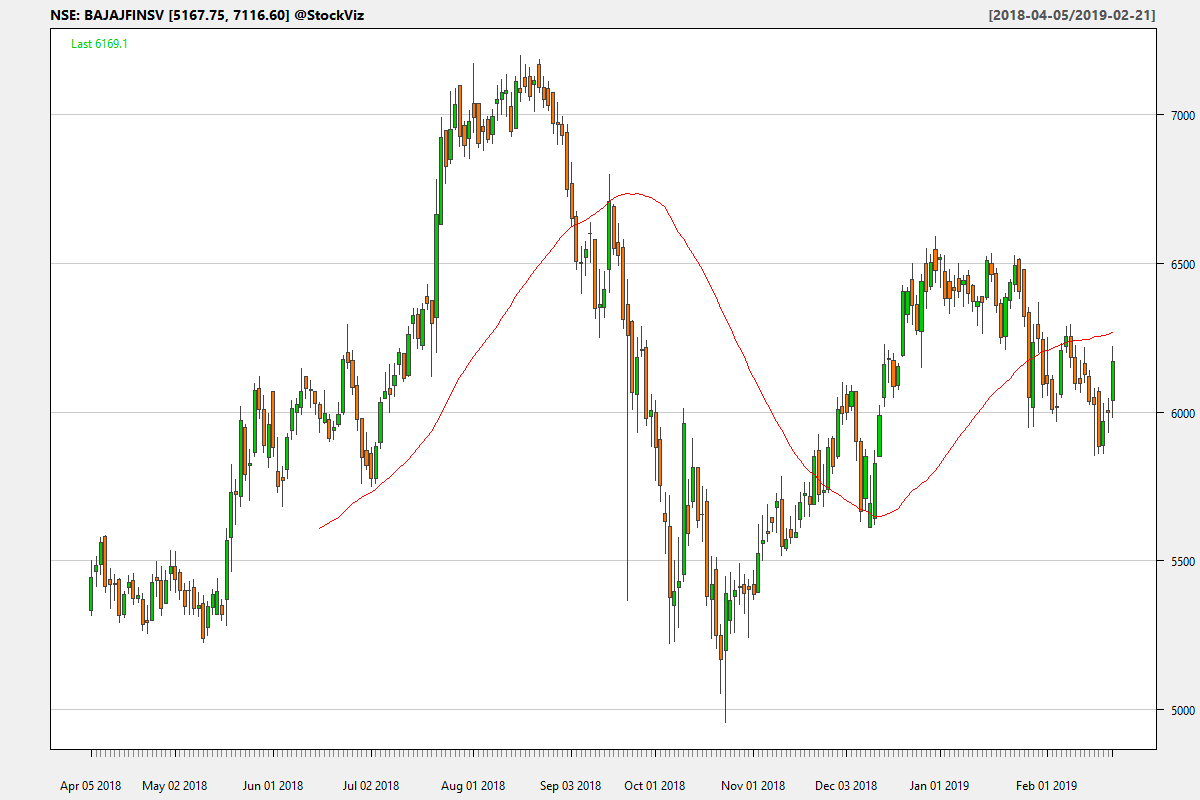 NSE: BAJAJFINSV [5167.75, 7116.60] @StockViz
[2018-04-05/2019-02-21]
Last 6169.1
7000
6500
6000
5500
5000
Apr 05 2018 May 02 2018 Jun 01 2018 Jul 02 2018 Aug 01 2018 Sep 03 2018 Oct 01 2018 Nov 01 2018 Dec 03 2018 Jan 01 2019 Feb 01 2019